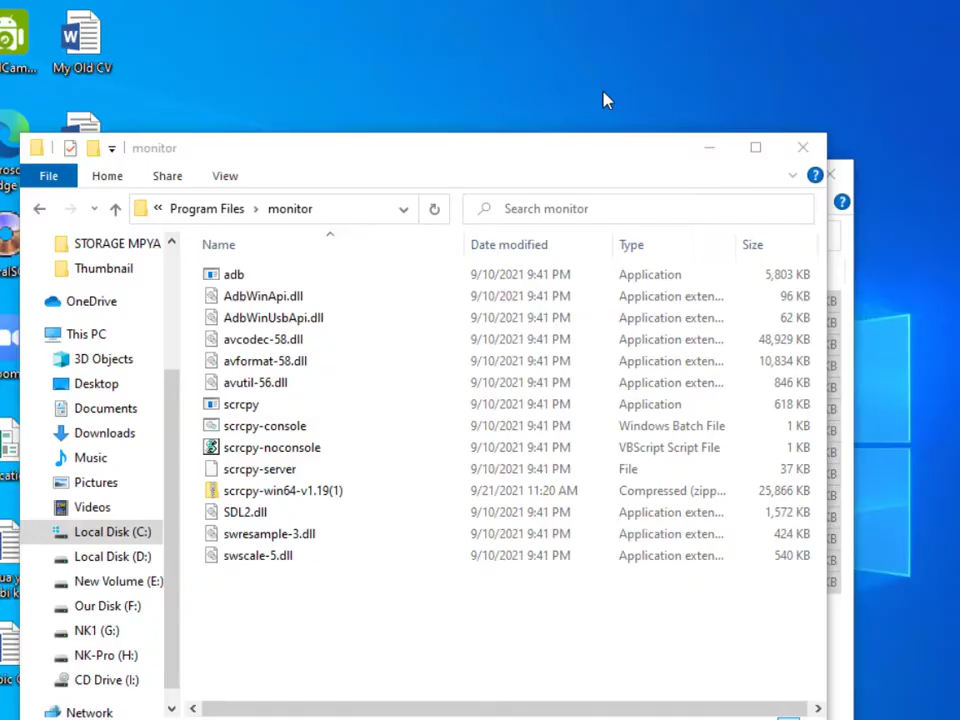 lCam...
My Old CV
monitor
File
Home
Share
View
«
Program Files
monitor
Search monitor
STORAGE MPYA
Thumbnail
OneDrive
This PC
3D Objects
Desktop
Documents
Downloads
Music
Pictures
Videos
Local Disk (C:)
Local Disk (D:)
New Volume (E:)
Our Disk (F:)
NK1 (G:)
NK-Pro (H:)
CD Drive (I:)
Network
Name Date modified Type Size
adb 9/10/2021 9:41 PM Application 5,803 KB
AdbWinApi.dll 9/10/2021 9:41 PM Application exten... 96 KB
AdbWinUsbApi.dll 9/10/2021 9:41 PM Application exten... 62 KB
avcodec-58.dll 9/10/2021 9:41 PM Application exten... 48,929 KB
avformat-58.dll 9/10/2021 9:41 PM Application exten... 10,834 KB
avutil-56.dll 9/10/2021 9:41 PM Application exten... 846 KB
scrcpy 9/10/2021 9:41 PM Application 618 KB
scrcpy-console 9/10/2021 9:41 PM Windows Batch File 1 KB
scrcpy-noconsole 9/10/2021 9:41 PM VBScript Script File 1 KB
scrcpy-server 9/10/2021 9:41 PM File 37 KB
scrcpy-win64-v1.19(1) 9/21/2021 11:20 AM Compressed (zipp... 25,866 KB
SDL2.dll 9/10/2021 9:41 PM Application exten... 1,572 KB
swresample-3.dll 9/10/2021 9:41 PM Application exten... 424 KB
swscale-5.dll 9/10/2021 9:41 PM Application exten... 540 KB